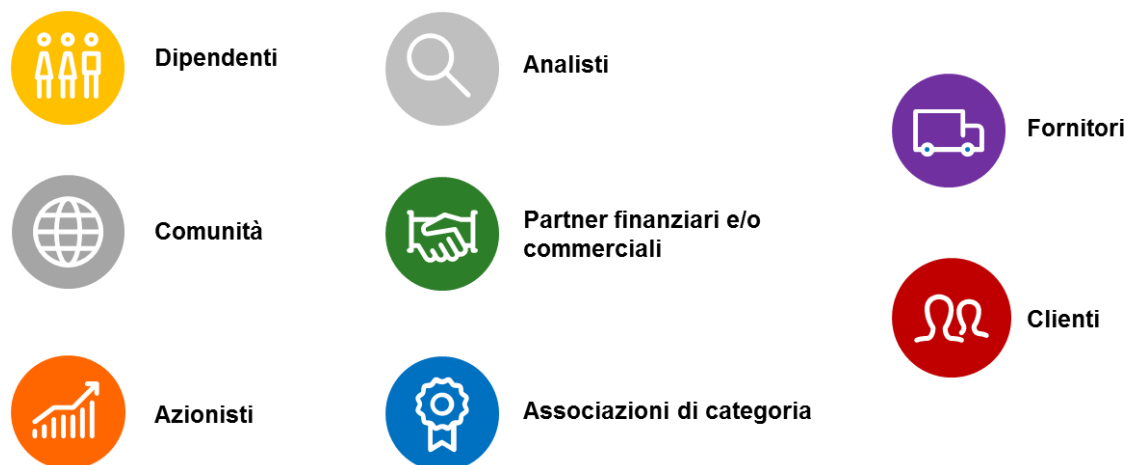 Dipendenti
Comunità
Azionisti
Analisti
Partner finanziari e/o
commerciali
Associazioni di categoria
Fornitori
Clienti